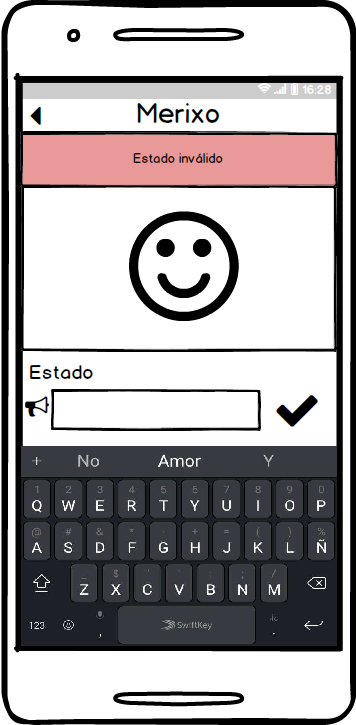 16:28
Merixo
Estado inválido
Estado
+ No Amor Y
1 2 3 4 5 6 7 8 9 0
Q W E R T Y U I O P
@ # & * - + = ( ) %
A S D F G H J K L Ñ
$ " ' : ; /
Z X C V B N M
123 , SwiftKey .